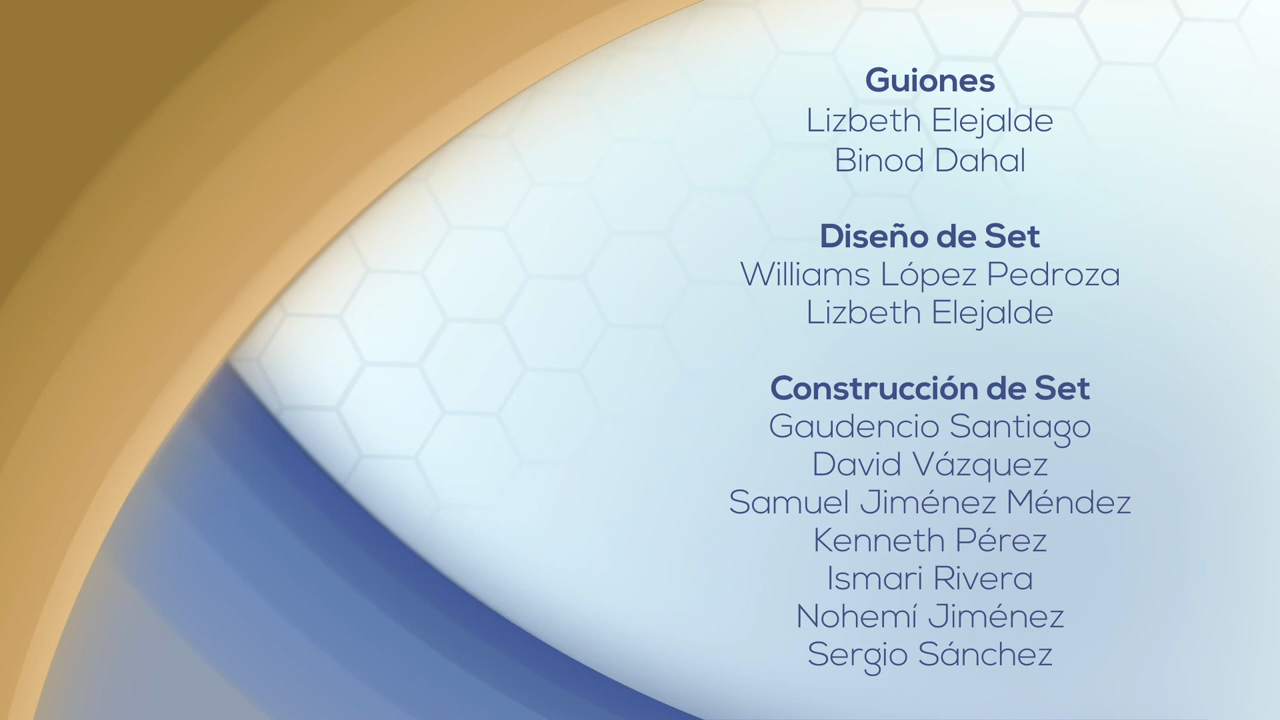 Guiones
Lizbeth Elejalde
Binod Dahal
Diseño de Set
Williams López Pedroza
Lizbeth Elejalde
Construcción de Set
Gaudencio Santiago
David Vázquez
Samuel Jiménez Méndez
Kenneth Pérez
Ismari Rivera
Nohemí Jiménez
Sergio Sánchez